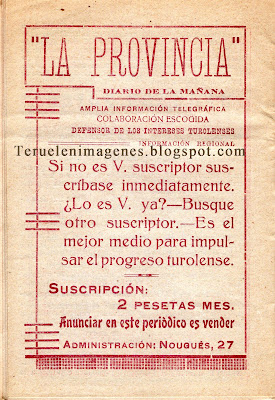 "LA PROVINCIA"
DIARIO DE LA MAÑANA
AMPLIA INFORMACIÓN TELEGRÁFICA
COLABORACIÓN ESCOGIDA
DEFENSOR DE LOS INTERESES TUROLENSES
INFORMACIÓN REGIONAL
Teruelenimagenes.blogspot.com
Si no es V. suscriptor sus-
críbase inmediatamente.
¿Lo es V. ya?—Busque
otro suscriptor.—Es el
mejor medio para impul-
sar el progreso turolense.
SUSCRIPCIÓN:
2 PESETAS MES.
Anunciar en este periódico es vender
ADMINISTRACIÓN: NOUGUÉS, 27